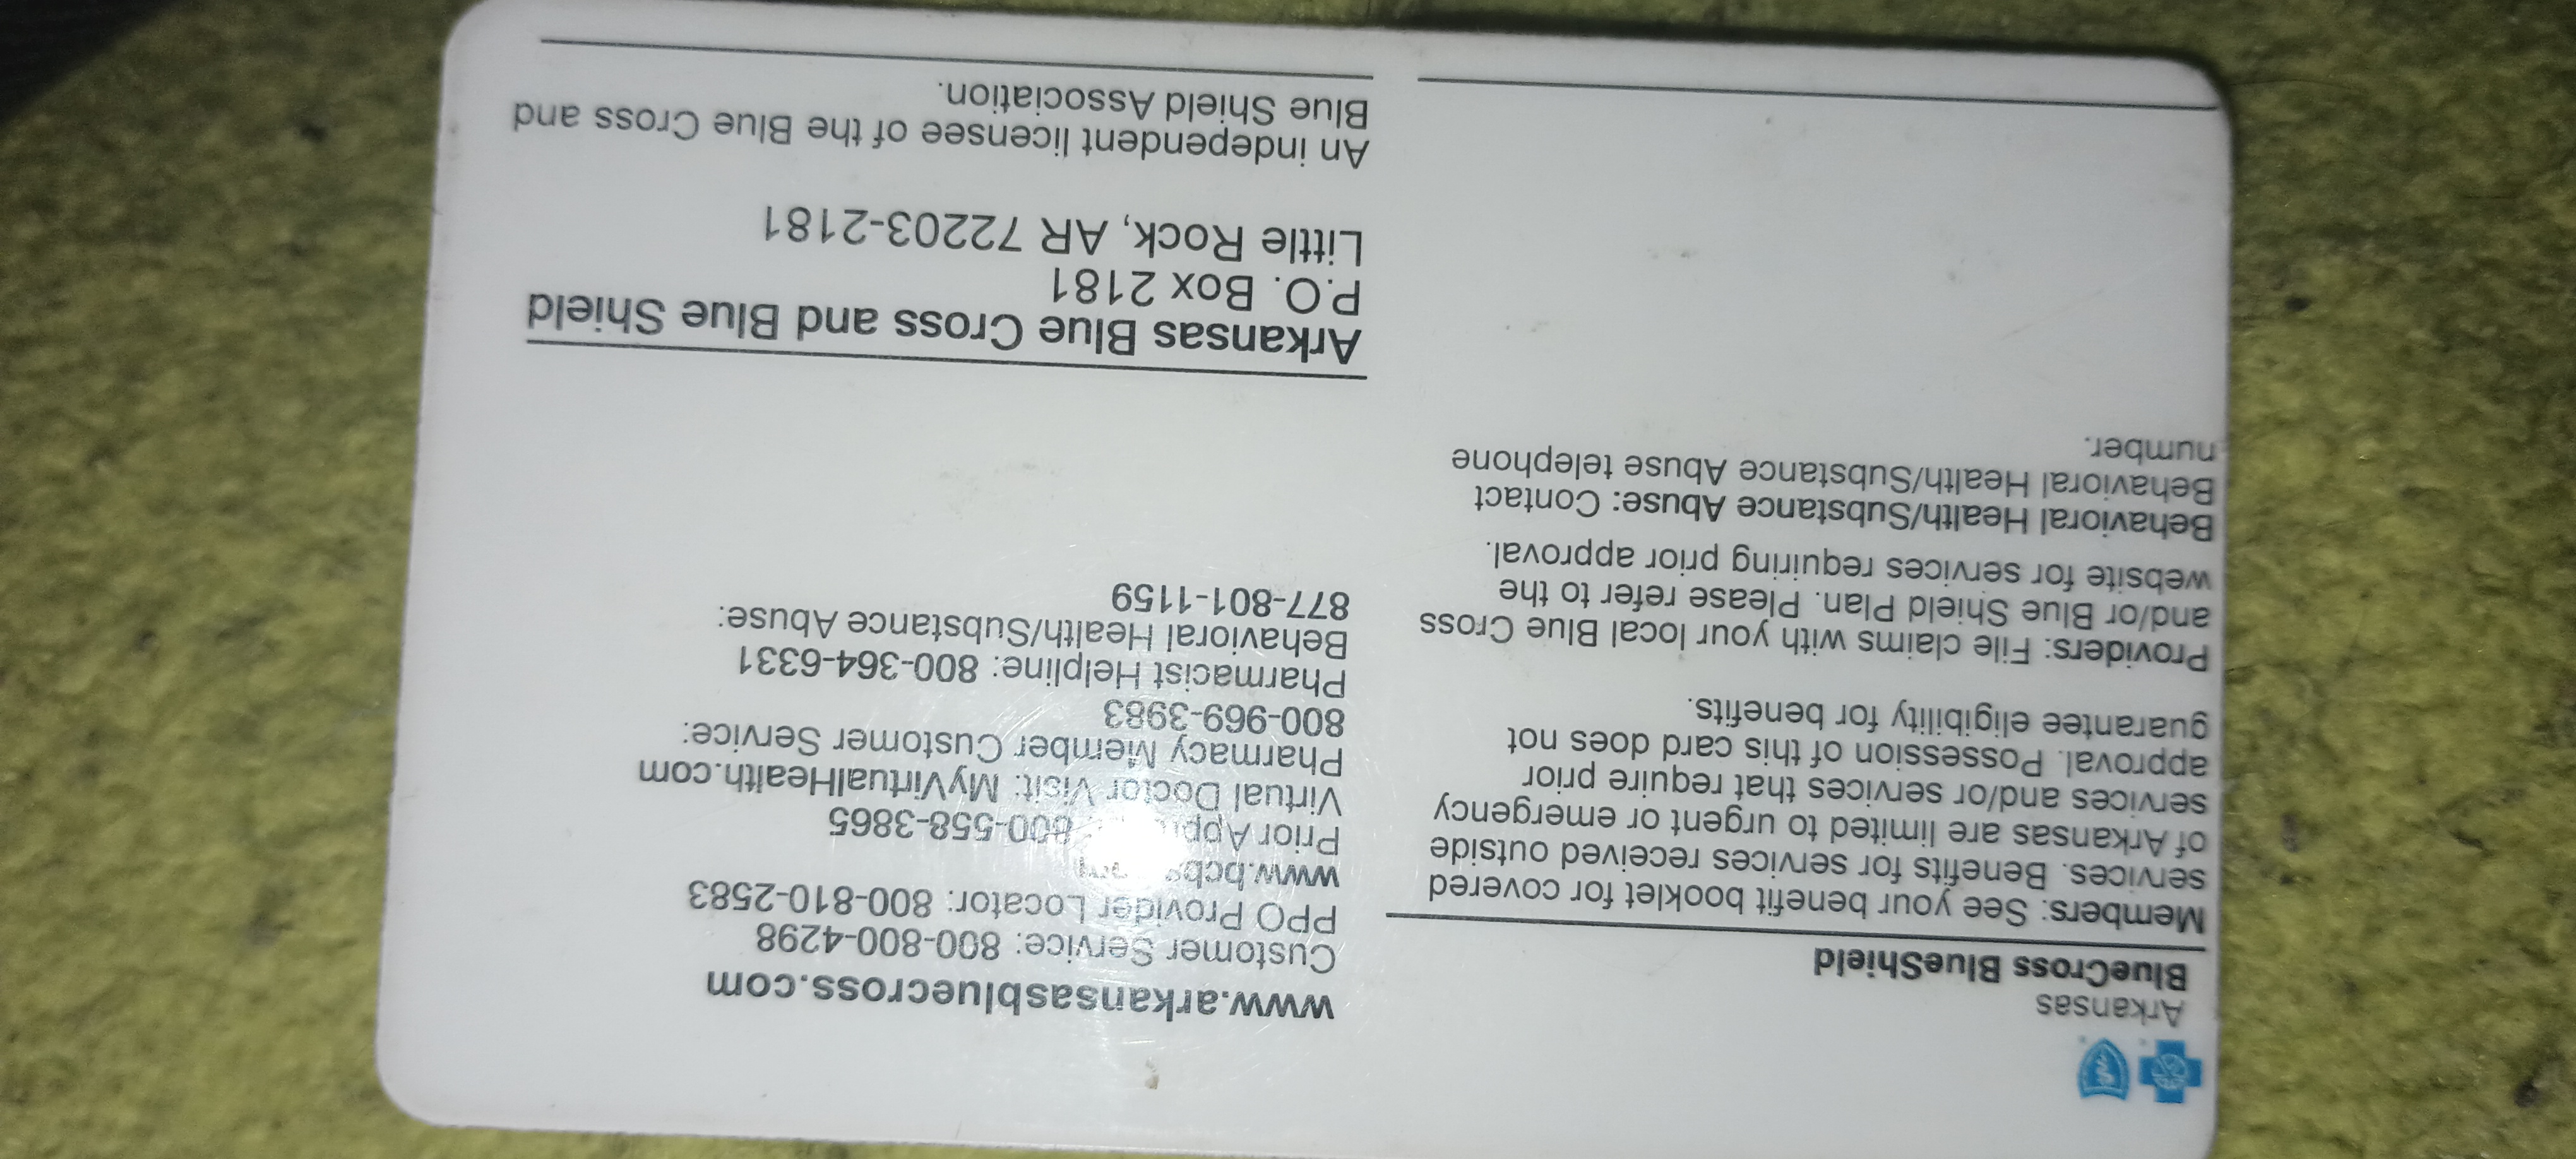 Arkansas
BlueCross BlueShield
Members: See your benefit booklet for covered
services. Benefits for services received outside
of Arkansas are limited to urgent or emergency
services and/or services that require prior
approval. Possession of this card does not
guarantee eligibility for benefits.
Providers: File claims with your local Blue Cross
and/or Blue Shield Plan. Please refer to the
website for services requiring prior approval.
Behavioral Health/Substance Abuse: Contact
Behavioral Health/Substance Abuse telephone
number.
www.arkansasbluecross.com
Customer Service: 800-800-4298
PPO Provider Locator: 800-810-2583
Prior 800-558-3865
Virtual Doctor Visit: MyVirtualHealth.com
Pharmacy Member Customer Service:
800-969-3983
Pharmacist Helpline: 800-364-6331
Behavioral Health/Substance Abuse:
877-801-1159
Arkansas Blue Cross and Blue Shield
P.O. Box 2181
Little Rock, AR 72203-2181
An independent licensee of the Blue Cross and
Blue Shield Association.